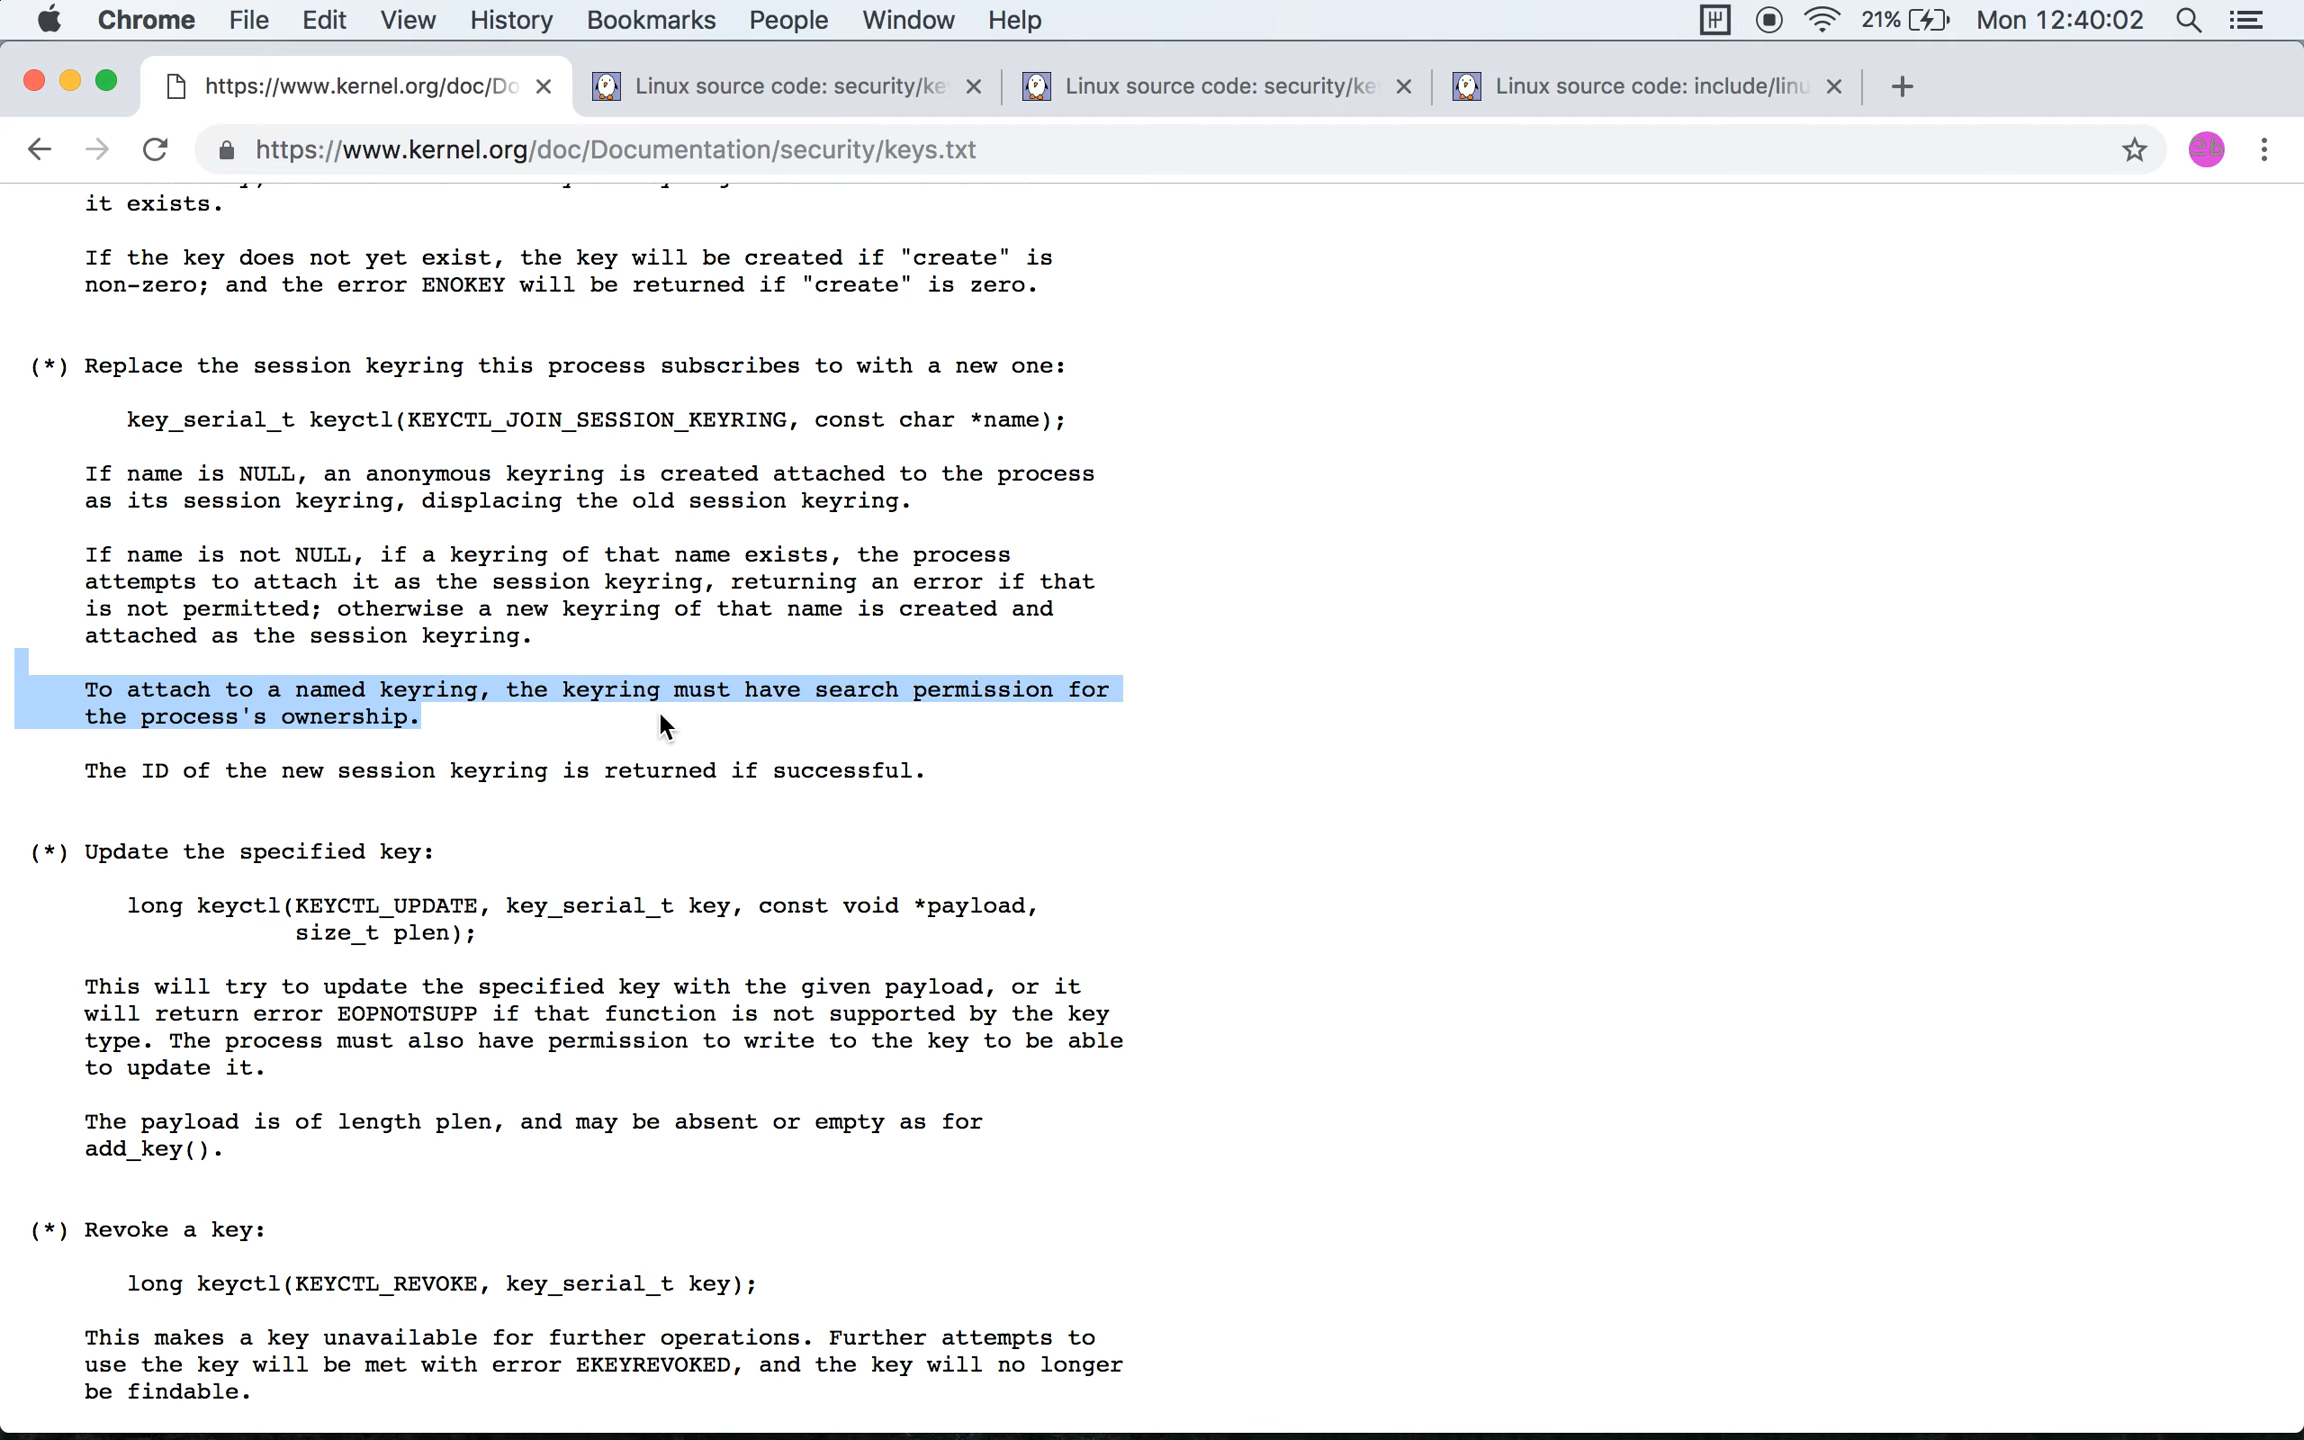 Chrome File Edit View History Bookmarks People Window Help 21% Mon 12:40:02
https://www.kernel.org/doc/Do Linux source code: security/ke Linux source code: security/ke Linux source code: include/linu
https://www.kernel.org/doc/Documentation/security/keys.txt
it exists.
If the key does not yet exist, the key will be created if "create" is
non-zero; and the error ENOKEY will be returned if "create" is zero.
(*) Replace the session keyring this process subscribes to with a new one:
key_serial_t keyctl(KEYCTL_JOIN_SESSION_KEYRING, const char *name);
If name is NULL, an anonymous keyring is created attached to the process
as its session keyring, displacing the old session keyring.
If name is not NULL, if a keyring of that name exists, the process
attempts to attach it as the session keyring, returning an error if that
is not permitted; otherwise a new keyring of that name is created and
attached as the session keyring.
To attach to a named keyring, the keyring must have search permission for
the process's ownership.
The ID of the new session keyring is returned if successful.
(*) Update the specified key:
long keyctl(KEYCTL_UPDATE, key_serial_t key, const void *payload,
size_t plen);
This will try to update the specified key with the given payload, or it
will return error EOPNOTSUPP if that function is not supported by the key
type. The process must also have permission to write to the key to be able
to update it.
The payload is of length plen, and may be absent or empty as for
add_key().
(*) Revoke a key:
long keyctl(KEYCTL_REVOKE, key_serial_t key);
This makes a key unavailable for further operations. Further attempts to
use the key will be met with error EKEYREVOKED, and the key will no longer
be findable.